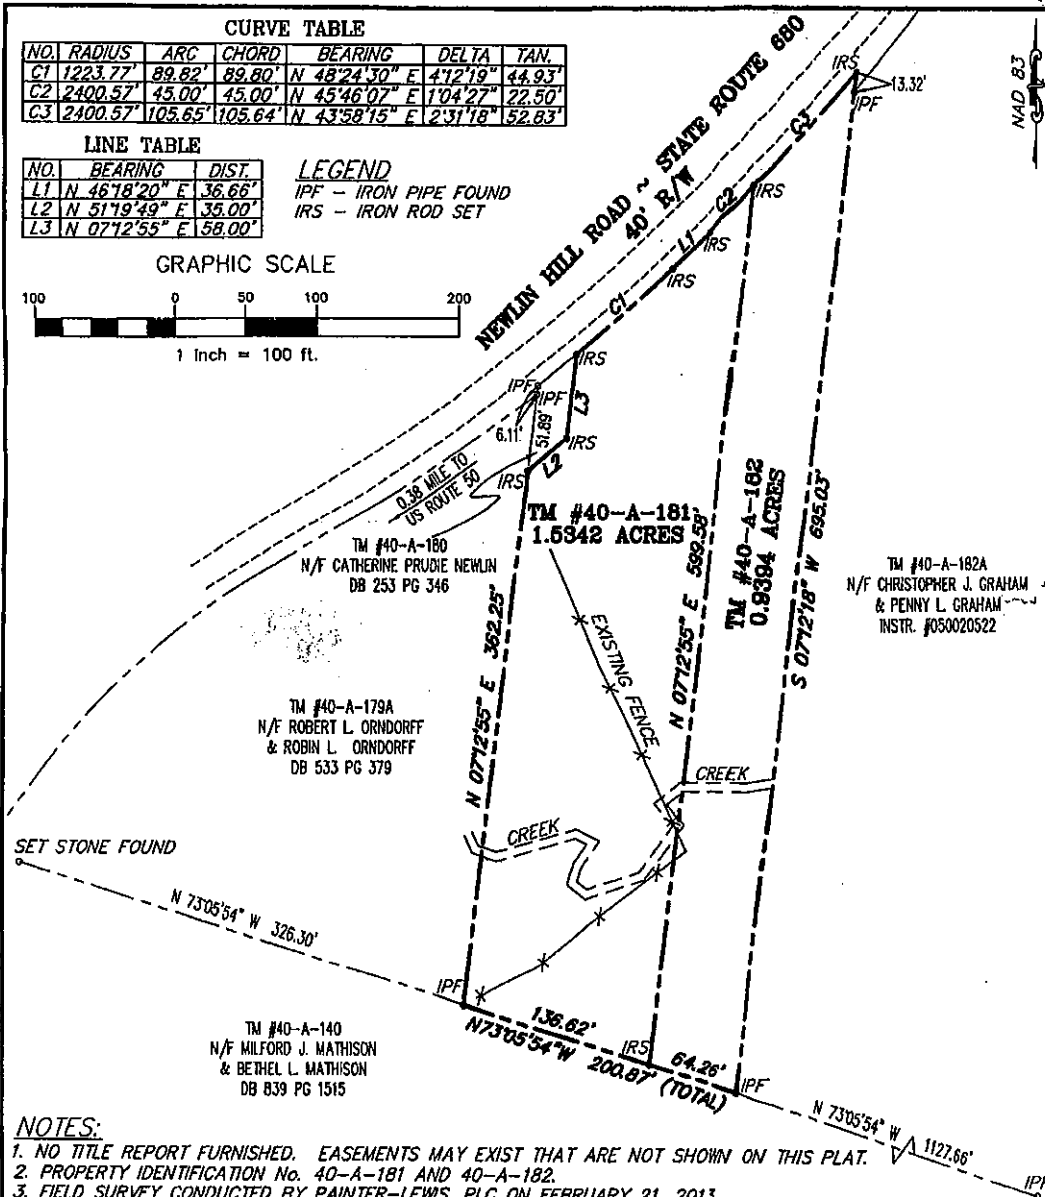 CURVE TABLE
NO. RADIUS ARC CHORD BEARING DELTA TAN.
C1 1223.77' 89.82' 89.80' N 48°24'30" E 4°12'19" 44.93'
C2 2400.57' 45.00' 45.00' N 45°46'07" E 1°04'27" 22.50'
C3 2400.57' 105.65' 105.64' N 43°58'15" E 2°31'18" 52.83'
LINE TABLE
NO. BEARING DIST.
L1 N 46°18'20" E 36.66'
L2 N 51°19'49" E 35.00'
L3 N 07°12'55" E 58.00'
LEGEND
IPF - IRON PIPE FOUND
IRS - IRON ROD SET
GRAPHIC SCALE
100 0 50 100 200
1 inch = 100 ft.
NAD 83
NEWLIN HILL ROAD ~ STATE ROUTE 680
40' R/W
IRS
13.32'
IPF
C3
IRS
C2
IRS
L1
IRS
C1
IRS
IPF
IPF
6.11'
51.89'
L3
IRS
L2
IRS
0.38 MILE TO
US ROUTE 50
TM #40-A-181
1.5342 ACRES
TM #40-A-182
0.9394 ACRES
TM #40-A-180
N/F CATHERINE PRUDIE NEWLIN
DB 253 PG 346
TM #40-A-182A
N/F CHRISTOPHER J. GRAHAM
& PENNY L. GRAHAM
INSTR. #050020522
N 07°12'55" E 362.25'
EXISTING FENCE
N 07°12'55" E 599.58'
S 07°12'18" W 695.03'
TM #40-A-179A
N/F ROBERT L. ORNDORFF
& ROBIN L. ORNDORFF
DB 533 PG 379
CREEK
CREEK
SET STONE FOUND
N 73°05'54" W 326.30'
IPF
136.62'
N73°05'54"W 200.87' (TOTAL)
IRS
64.26'
IPF
TM #40-A-140
N/F MILFORD J. MATHISON
& BETHEL L. MATHISON
DB 839 PG 1515
N 73°05'54" W 1127.66'
IPF
NOTES:
1. NO TITLE REPORT FURNISHED. EASEMENTS MAY EXIST THAT ARE NOT SHOWN ON THIS PLAT.
2. PROPERTY IDENTIFICATION No. 40-A-181 AND 40-A-182.
3. FIELD SURVEY CONDUCTED BY PAINTER-LEWIS, PLC ON FEBRUARY 21, 2013.